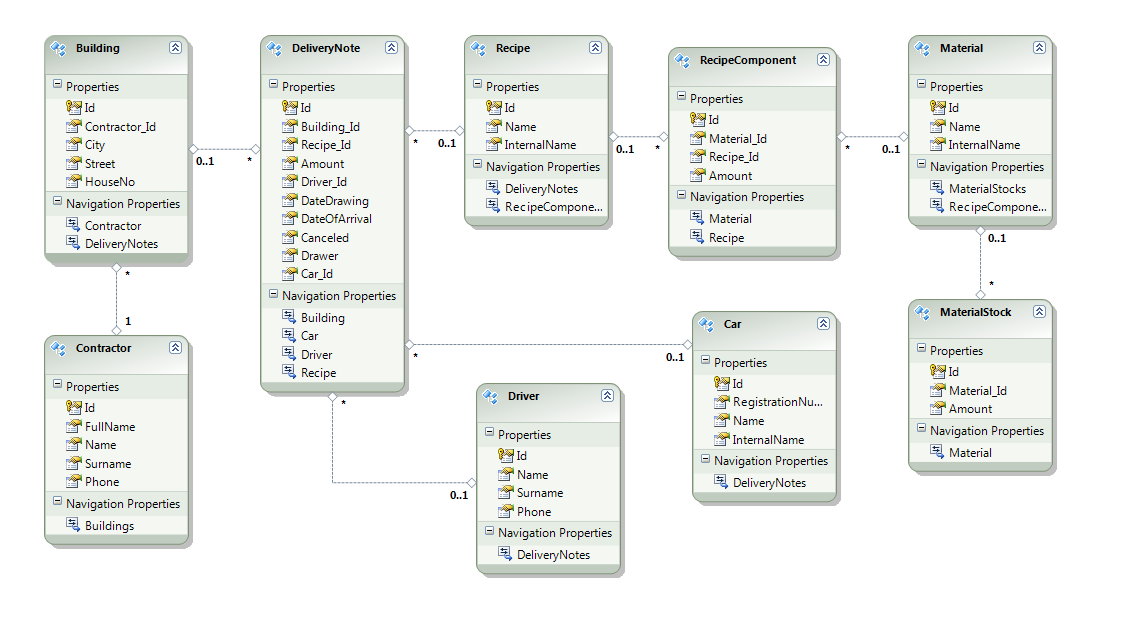 Building
Properties
Id
Contractor_Id
City
Street
HouseNo
Navigation Properties
Contractor
DeliveryNotes
0..1
*
*
1
Contractor
Properties
Id
FullName
Name
Surname
Phone
Navigation Properties
Buildings
DeliveryNote
Properties
Id
Building_Id
Recipe_Id
Amount
Driver_Id
DateDrawing
DateOfArrival
Canceled
Drawer
Car_Id
Navigation Properties
Building
Car
Driver
Recipe
*
0..1
*
0..1
*
0..1
Recipe
Properties
Id
Name
InternalName
Navigation Properties
DeliveryNotes
RecipeCompone...
0..1
*
Driver
Properties
Id
Name
Surname
Phone
Navigation Properties
DeliveryNotes
RecipeComponent
Properties
Id
Material_Id
Recipe_Id
Amount
Navigation Properties
Material
Recipe
*
0..1
Car
Properties
Id
RegistrationNu...
Name
InternalName
Navigation Properties
DeliveryNotes
Material
Properties
Id
Name
InternalName
Navigation Properties
MaterialStocks
RecipeCompone...
0..1
*
MaterialStock
Properties
Id
Material_Id
Amount
Navigation Properties
Material